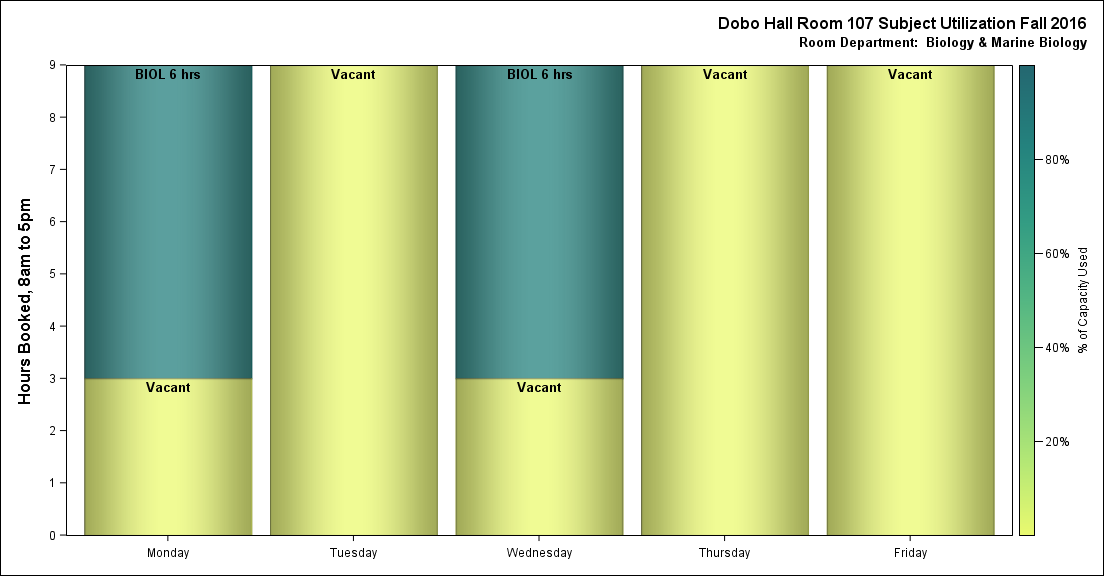 Dobo Hall Room 107 Subject Utilization Fall 2016
Room Department:  Biology & Marine Biology
Hours Booked, 8am to 5pm
9
8
7
6
5
4
3
2
1
0
BIOL 6 hrs
Vacant
BIOL 6 hrs
Vacant
Vacant
Vacant
Vacant
Monday
Tuesday
Wednesday
Thursday
Friday
80%
60%
40%
20%
% of Capacity Used